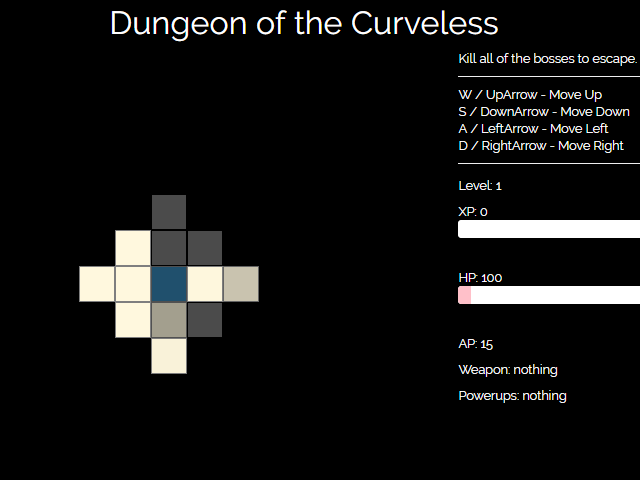 Dungeon of the Curveless
Kill all of the bosses to escape.
W / UpArrow - Move Up
S / DownArrow - Move Down
A / LeftArrow - Move Left
D / RightArrow - Move Right
Level: 1
XP: 0
HP: 100
AP: 15
Weapon: nothing
Powerups: nothing